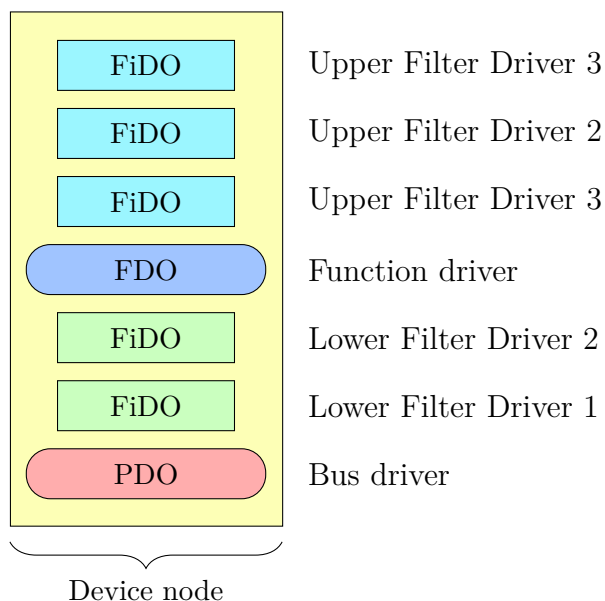 FiDO Upper Filter Driver 3
FiDO Upper Filter Driver 2
FiDO Upper Filter Driver 3
FDO Function driver
FiDO Lower Filter Driver 2
FiDO Lower Filter Driver 1
PDO Bus driver
Device node